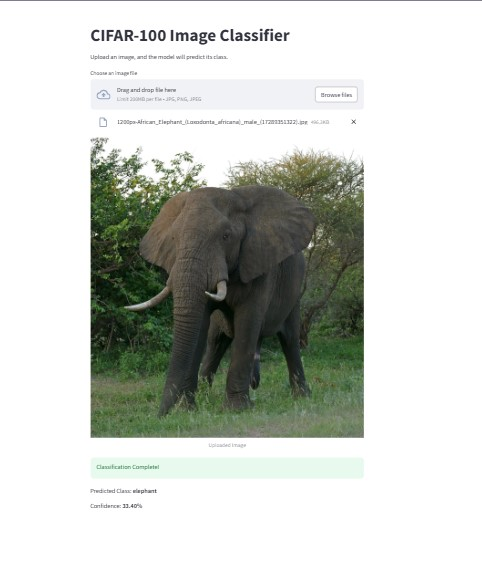 CIFAR-100 Image Classifier
Upload an image, and the model will predict its class.
Choose an image file
Drag and drop file here
Limit 200MB per file • JPG, PNG, JPEG
Browse files
1200px-African_Elephant_(Loxodonta_africana)_male_(17289351322).jpg
Uploaded Image
Classification Complete!
Predicted Class: elephant
Confidence: 33.40%